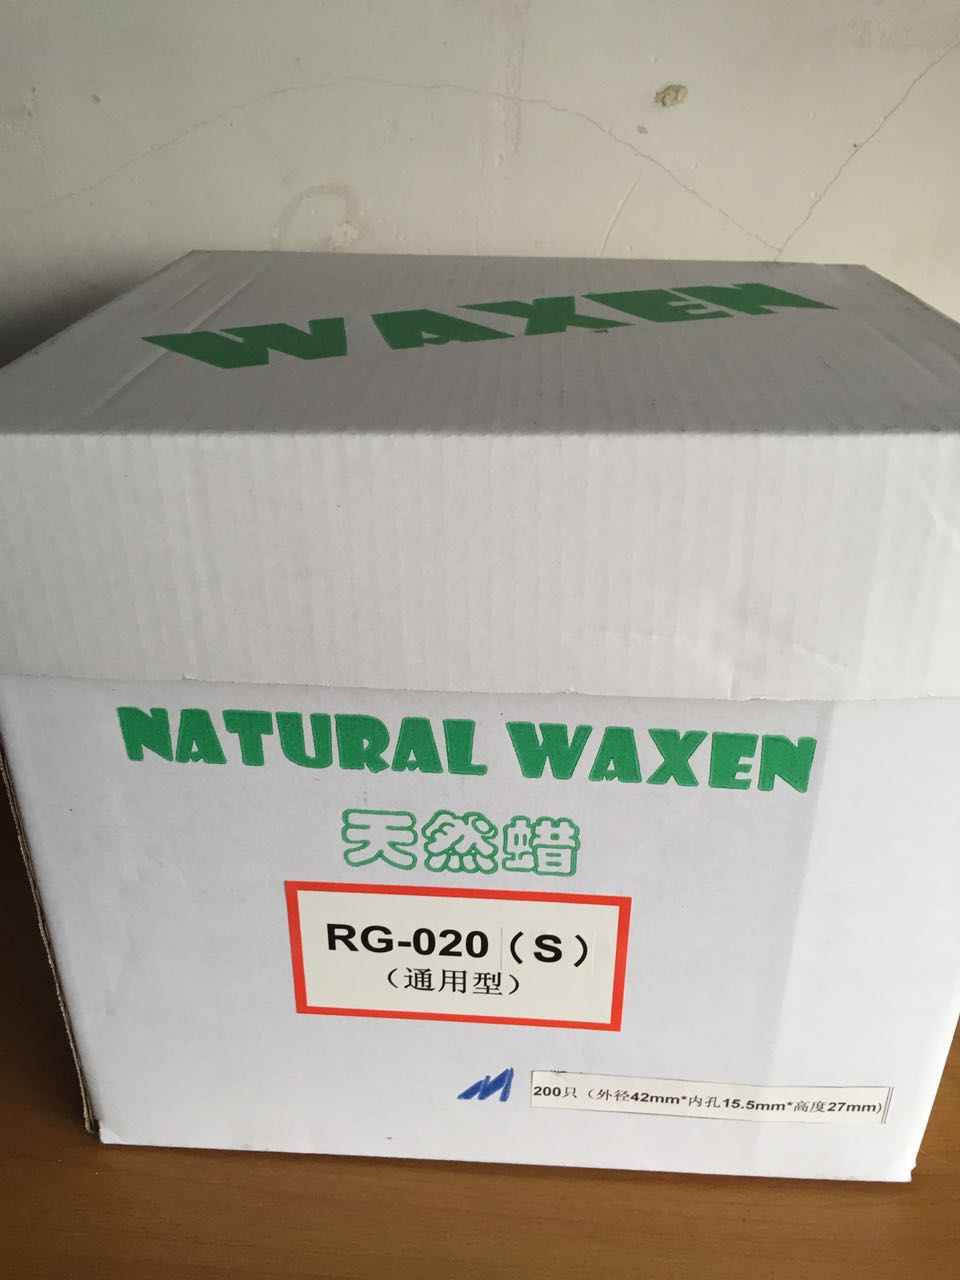 WAXEN
NATURAL WAXEN
天然蜡
RG-020（S）
（通用型）
M
200只（外径42mm*内孔15.5mm*高度27mm)